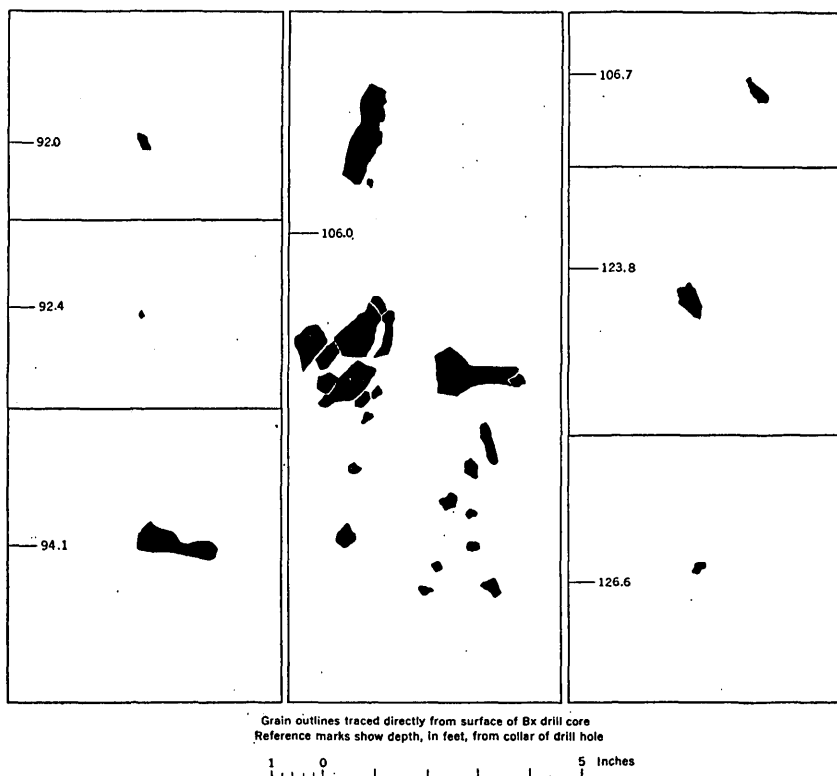 92.0
92.4
94.1
106.0
106.7
123.8
126.6
Grain outlines traced directly from surface of Bx drill core
Reference marks show depth, in feet, from collar of drill hole
1 0 5 Inches